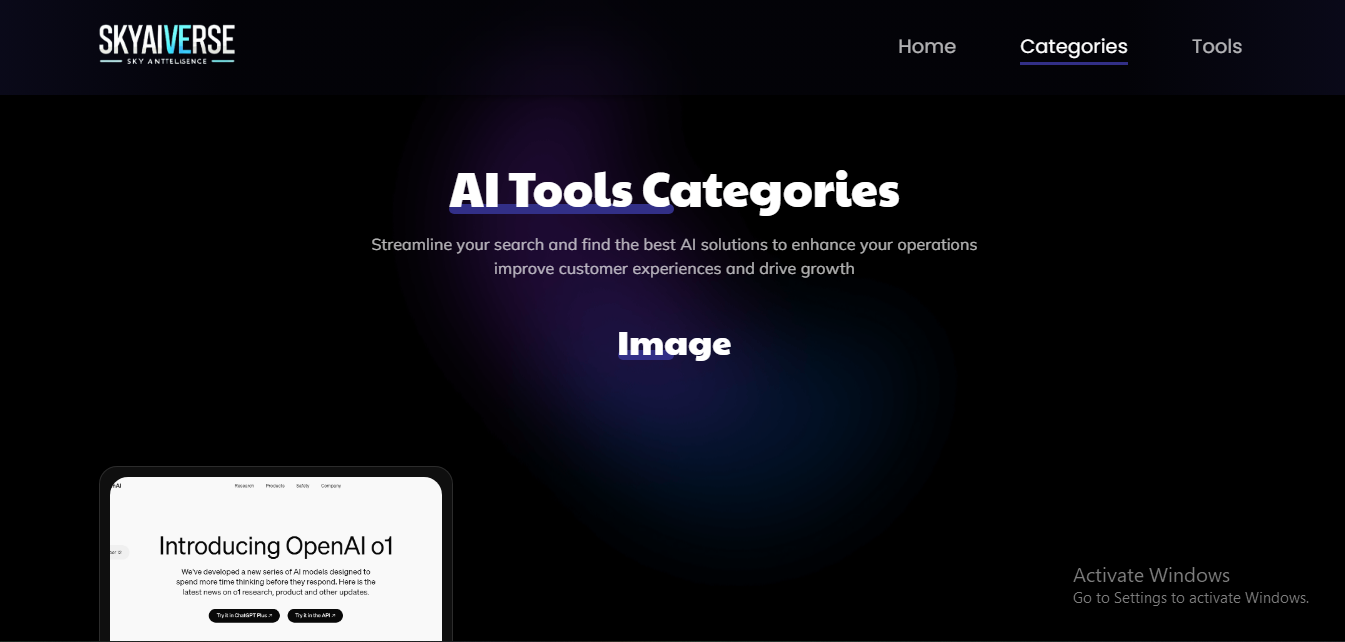 SKYAIVERSE
SKY ANTTELIGENCE
Home Categories Tools
AI Tools Categories
Streamline your search and find the best AI solutions to enhance your operations
improve customer experiences and drive growth
Image
Research Products Safety Company
Introducing OpenAI o1
We've developed a new series of AI models designed to
spend more time thinking before they respond. Here is the
latest news on o1 research, product and other updates.
Try it in ChatGPT Plus ↗ Try it in the API ↗
Activate Windows
Go to Settings to activate Windows.